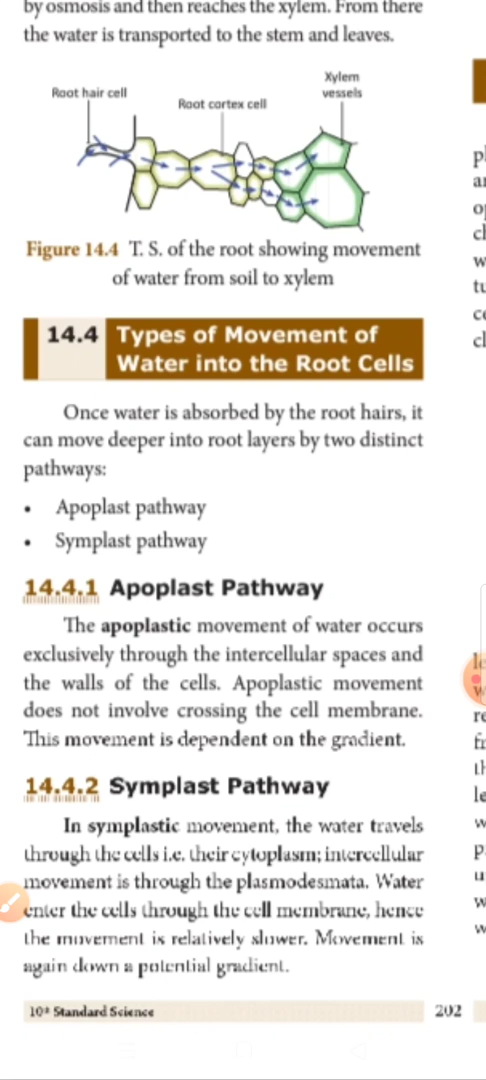 by osmosis and then reaches the xylem. From there
the water is transported to the stem and leaves.
Xylem
vessels
Root hair cell
Root cortex cell
Figure 14.4 T. S. of the root showing movement
of water from soil to xylem
14.4 Types of Movement of
Water into the Root Cells
Once water is absorbed by the root hairs, it
can move deeper into root layers by two distinct
pathways:
• Apoplast pathway
• Symplast pathway
14.4.1 Apoplast Pathway
The apoplastic movement of water occurs
exclusively through the intercellular spaces and
the walls of the cells. Apoplastic movement
does not involve crossing the cell membrane.
This movement is dependent on the gradient.
14.4.2 Symplast Pathway
In symplastic movement, the water travels
through the cells i.e. their cytoplasm; intercellular
movement is through the plasmodesmata. Water
enter the cells through the cell membrane, hence
the movement is relatively slower. Movement is
again down a potential gradient.
10th Standard Science
202